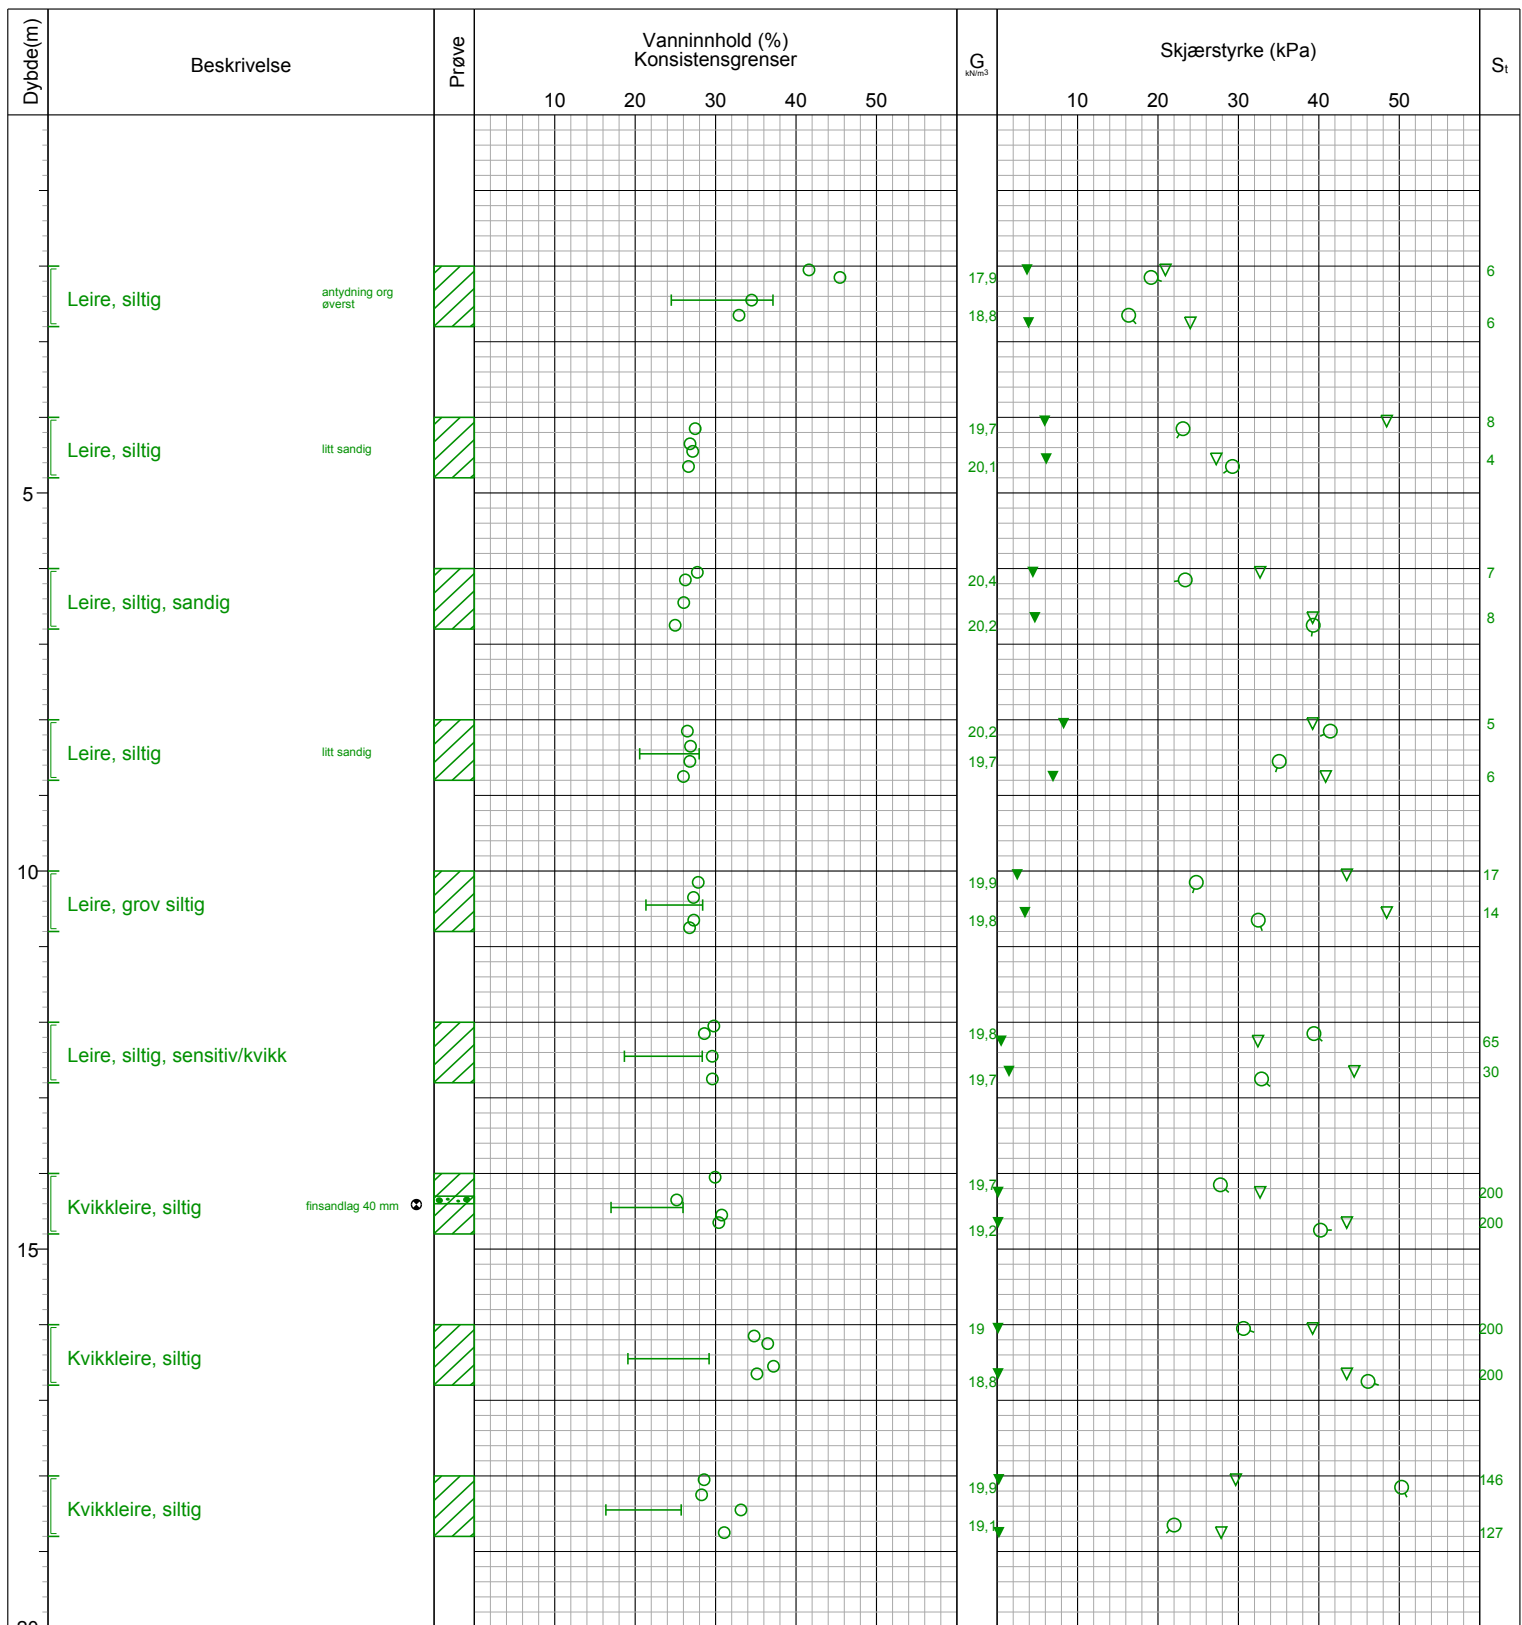 Dybde(m)
Beskrivelse
Prøve
Vanninnhold (%)
Konsistensgrenser
10 20 30 40 50
G
kN/m3
Skjærstyrke (kPa)
10 20 30 40 50
St
Leire, siltig
antydning org
øverst
17,9
6
18,8
6
Leire, siltig
litt sandig
19,7
8
20,1
4
5
Leire, siltig, sandig
20,4
7
20,2
8
Leire, siltig
litt sandig
20,2
5
19,7
6
10
Leire, grov siltig
19,9
17
19,8
14
Leire, siltig, sensitiv/kvikk
19,8
65
19,7
30
Kvikkleire, siltig
finsandlag 40 mm
19,7
200
19,2
200
15
Kvikkleire, siltig
19
200
18,8
200
Kvikkleire, siltig
19,9
146
19,1
127
20